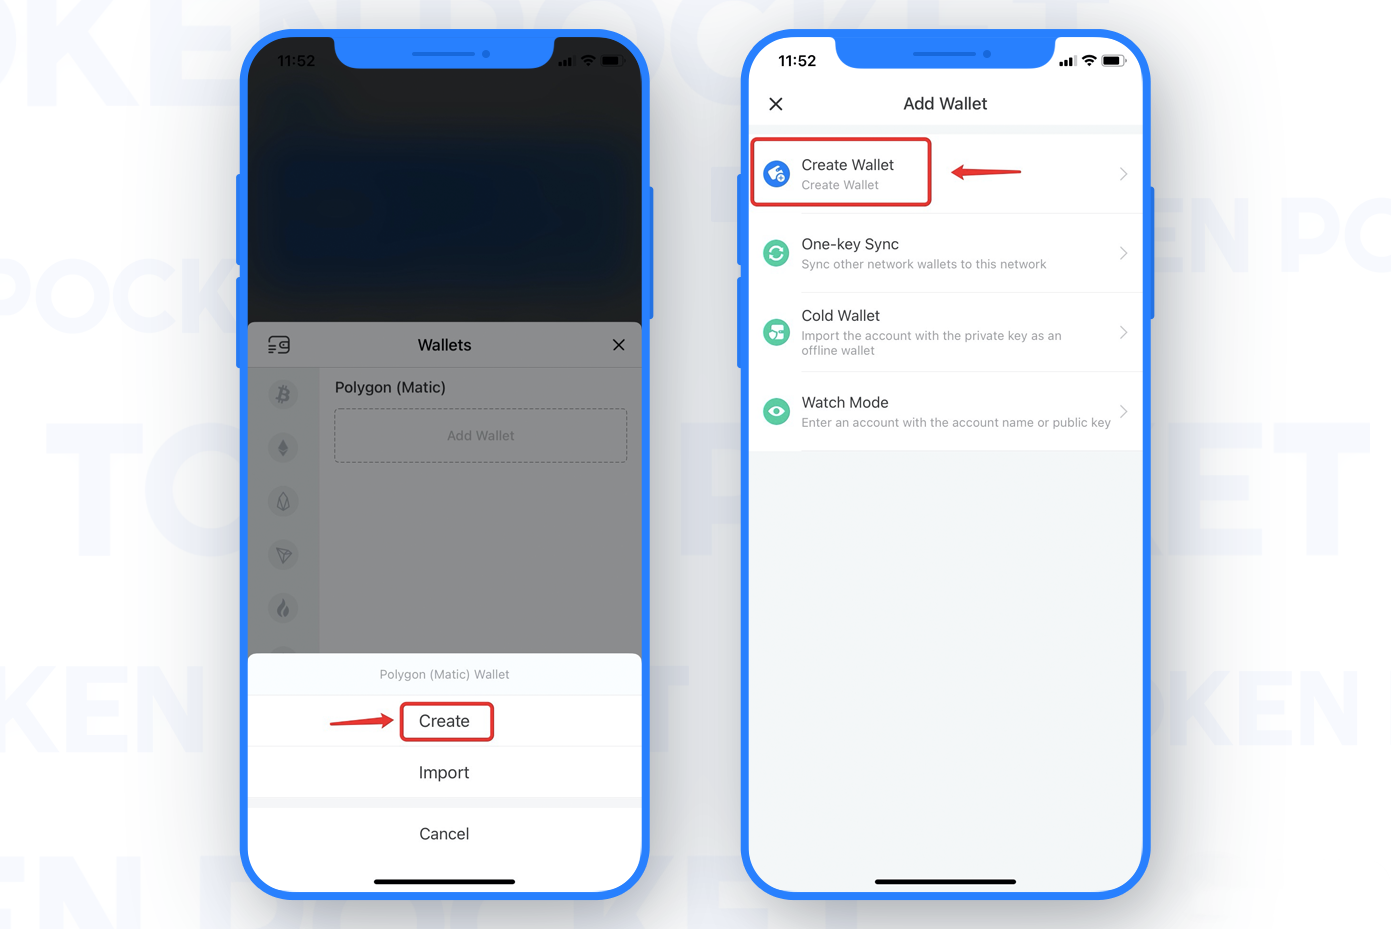 TOKEN POCKET
11:52
Wallets
Polygon (Matic)
Add Wallet
Polygon (Matic) Wallet
Create
Import
Cancel
11:52
Add Wallet
Create Wallet
Create Wallet
One-key Sync
Sync other network wallets to this network
Cold Wallet
Import the account with the private key as an
offline wallet
Watch Mode
Enter an account with the account name or public key